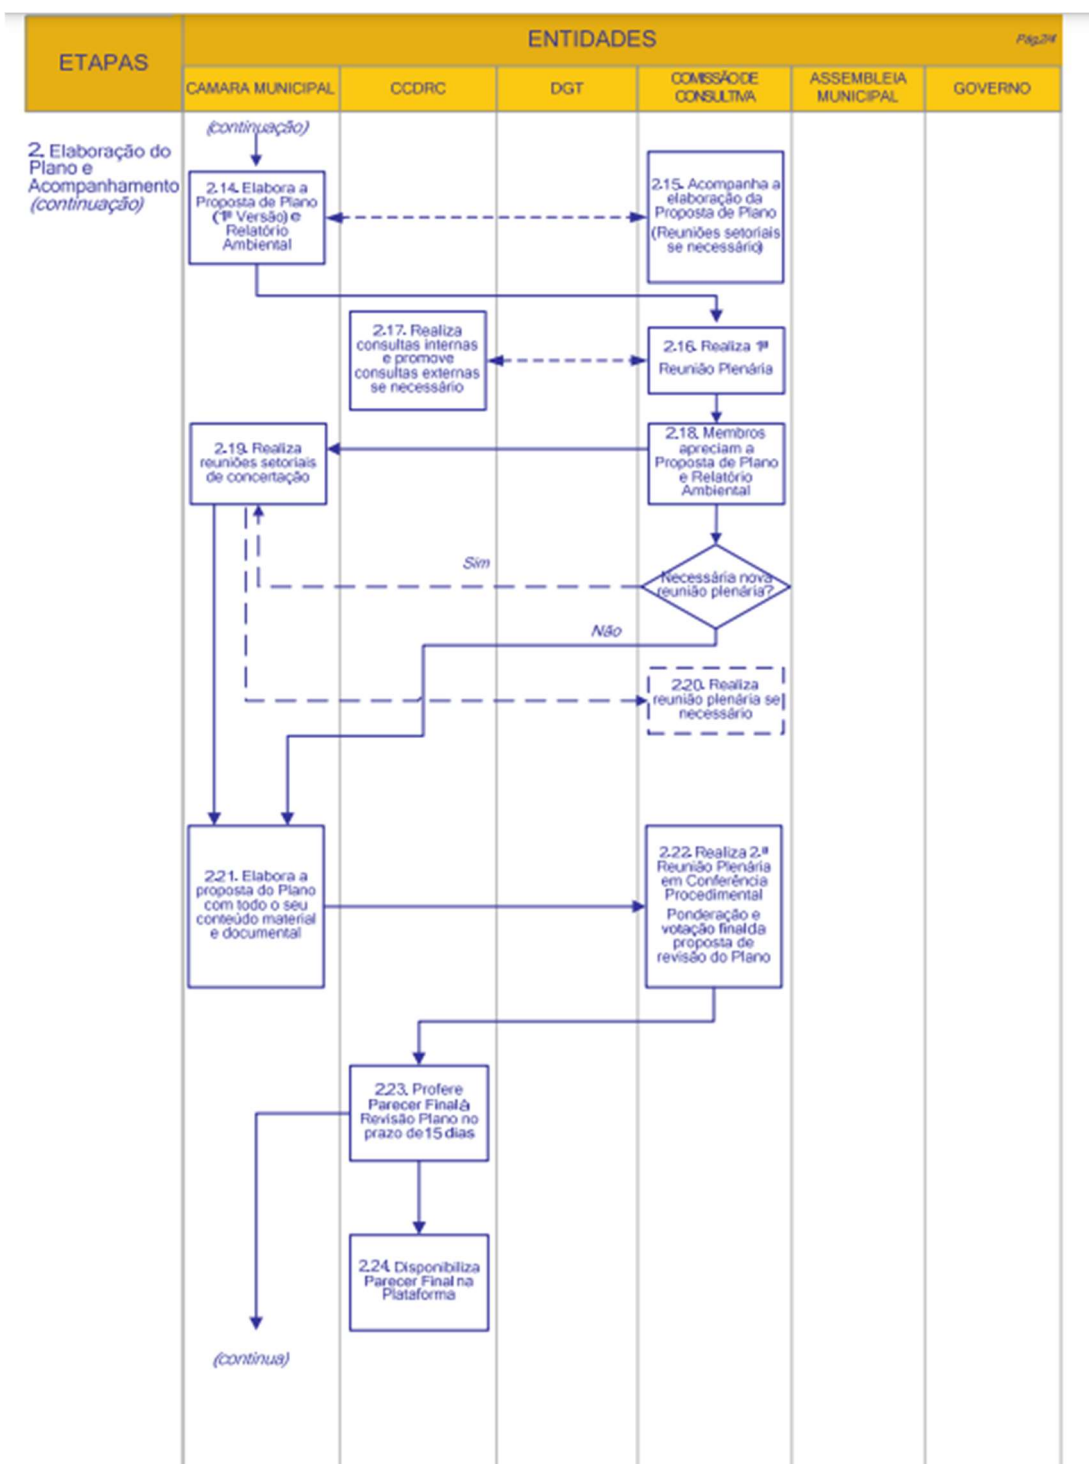 ENTIDADES
Pág.2/4
ETAPAS
CAMARA MUNICIPAL
CCDRC
DGT
COMISSÃO DE
CONSULTIVA
ASSEMBLEIA
MUNICIPAL
GOVERNO
(continuação)
2. Elaboração do
Plano e
Acompanhamento
(continuação)
2.14. Elabora a
Proposta de Plano
(1ª Versão) e
Relatório
Ambiental
2.15. Acompanha a
elaboração da
Proposta de Plano
(Reuniões setoriais
se necessário)
2.17. Realiza
consultas internas
e promove
consultas externas
se necessário
2.16. Realiza 1ª
Reunião Plenária
2.19. Realiza
reuniões setoriais
de concertação
2.18. Membros
apreciam a
Proposta de Plano
e Relatório
Ambiental
Sim
Necessária nova
reunião plenária?
Não
2.20. Realiza
reunião plenária se
necessário
2.21. Elabora a
proposta do Plano
com todo o seu
conteúdo material
e documental
2.22. Realiza 2.ª
Reunião Plenária
em Conferência
Procedimental
Ponderação e
votação final da
proposta de
revisão do Plano
2.23. Profere
Parecer Final à
Revisão Plano no
prazo de 15 dias
2.24. Disponibiliza
Parecer Final na
Plataforma
(continua)